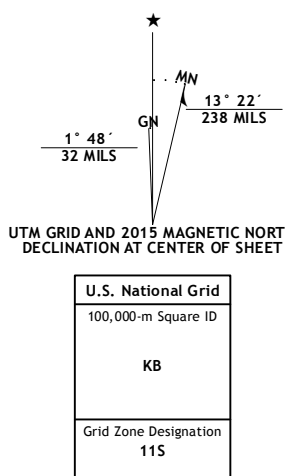 ★
MN
GN
13° 22´
238 MILS
1° 48´
32 MILS
UTM GRID AND 2015 MAGNETIC NORT
DECLINATION AT CENTER OF SHEET
U.S. National Grid
100,000-m Square ID
KB
Grid Zone Designation
11S